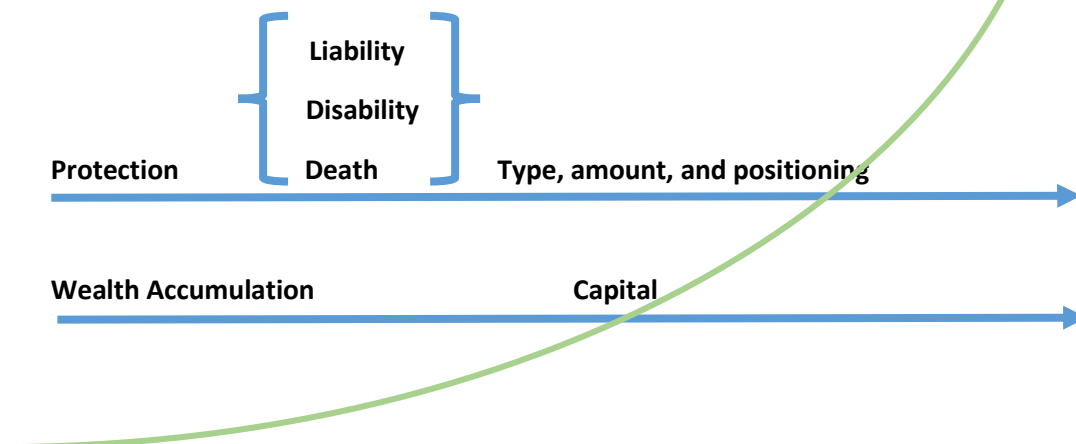 Liability
Disability
Protection Death Type, amount, and positioning
Wealth Accumulation Capital